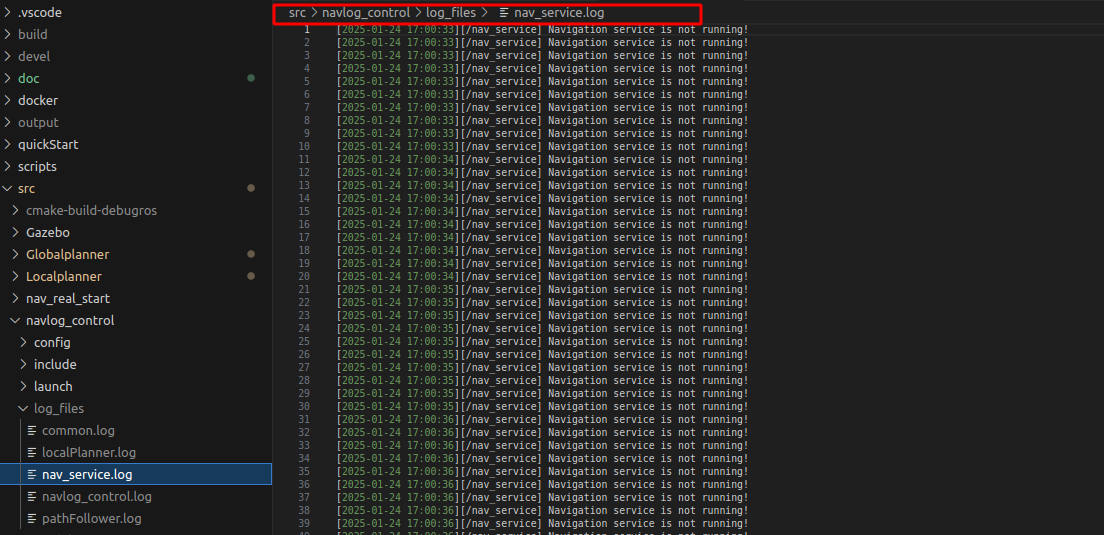 .vscode
build
devel
doc
docker
output
quickStart
scripts
src
cmake-build-debugros
Gazebo
Globalplanner
Localplanner
nav_real_start
navlog_control
config
include
launch
log_files
common.log
localPlanner.log
nav_service.log
navlog_control.log
pathFollower.log
src > navlog_control > log_files > nav_service.log
1 [2025-01-24 17:00:33][/nav_service] Navigation service is not running!
2 [2025-01-24 17:00:33][/nav_service] Navigation service is not running!
3 [2025-01-24 17:00:33][/nav_service] Navigation service is not running!
4 [2025-01-24 17:00:33][/nav_service] Navigation service is not running!
5 [2025-01-24 17:00:33][/nav_service] Navigation service is not running!
6 [2025-01-24 17:00:33][/nav_service] Navigation service is not running!
7 [2025-01-24 17:00:33][/nav_service] Navigation service is not running!
8 [2025-01-24 17:00:33][/nav_service] Navigation service is not running!
9 [2025-01-24 17:00:33][/nav_service] Navigation service is not running!
10 [2025-01-24 17:00:33][/nav_service] Navigation service is not running!
11 [2025-01-24 17:00:34][/nav_service] Navigation service is not running!
12 [2025-01-24 17:00:34][/nav_service] Navigation service is not running!
13 [2025-01-24 17:00:34][/nav_service] Navigation service is not running!
14 [2025-01-24 17:00:34][/nav_service] Navigation service is not running!
15 [2025-01-24 17:00:34][/nav_service] Navigation service is not running!
16 [2025-01-24 17:00:34][/nav_service] Navigation service is not running!
17 [2025-01-24 17:00:34][/nav_service] Navigation service is not running!
18 [2025-01-24 17:00:34][/nav_service] Navigation service is not running!
19 [2025-01-24 17:00:34][/nav_service] Navigation service is not running!
20 [2025-01-24 17:00:34][/nav_service] Navigation service is not running!
21 [2025-01-24 17:00:35][/nav_service] Navigation service is not running!
22 [2025-01-24 17:00:35][/nav_service] Navigation service is not running!
23 [2025-01-24 17:00:35][/nav_service] Navigation service is not running!
24 [2025-01-24 17:00:35][/nav_service] Navigation service is not running!
25 [2025-01-24 17:00:35][/nav_service] Navigation service is not running!
26 [2025-01-24 17:00:35][/nav_service] Navigation service is not running!
27 [2025-01-24 17:00:35][/nav_service] Navigation service is not running!
28 [2025-01-24 17:00:35][/nav_service] Navigation service is not running!
29 [2025-01-24 17:00:35][/nav_service] Navigation service is not running!
30 [2025-01-24 17:00:35][/nav_service] Navigation service is not running!
31 [2025-01-24 17:00:36][/nav_service] Navigation service is not running!
32 [2025-01-24 17:00:36][/nav_service] Navigation service is not running!
33 [2025-01-24 17:00:36][/nav_service] Navigation service is not running!
34 [2025-01-24 17:00:36][/nav_service] Navigation service is not running!
35 [2025-01-24 17:00:36][/nav_service] Navigation service is not running!
36 [2025-01-24 17:00:36][/nav_service] Navigation service is not running!
37 [2025-01-24 17:00:36][/nav_service] Navigation service is not running!
38 [2025-01-24 17:00:36][/nav_service] Navigation service is not running!
39 [2025-01-24 17:00:36][/nav_service] Navigation service is not running!